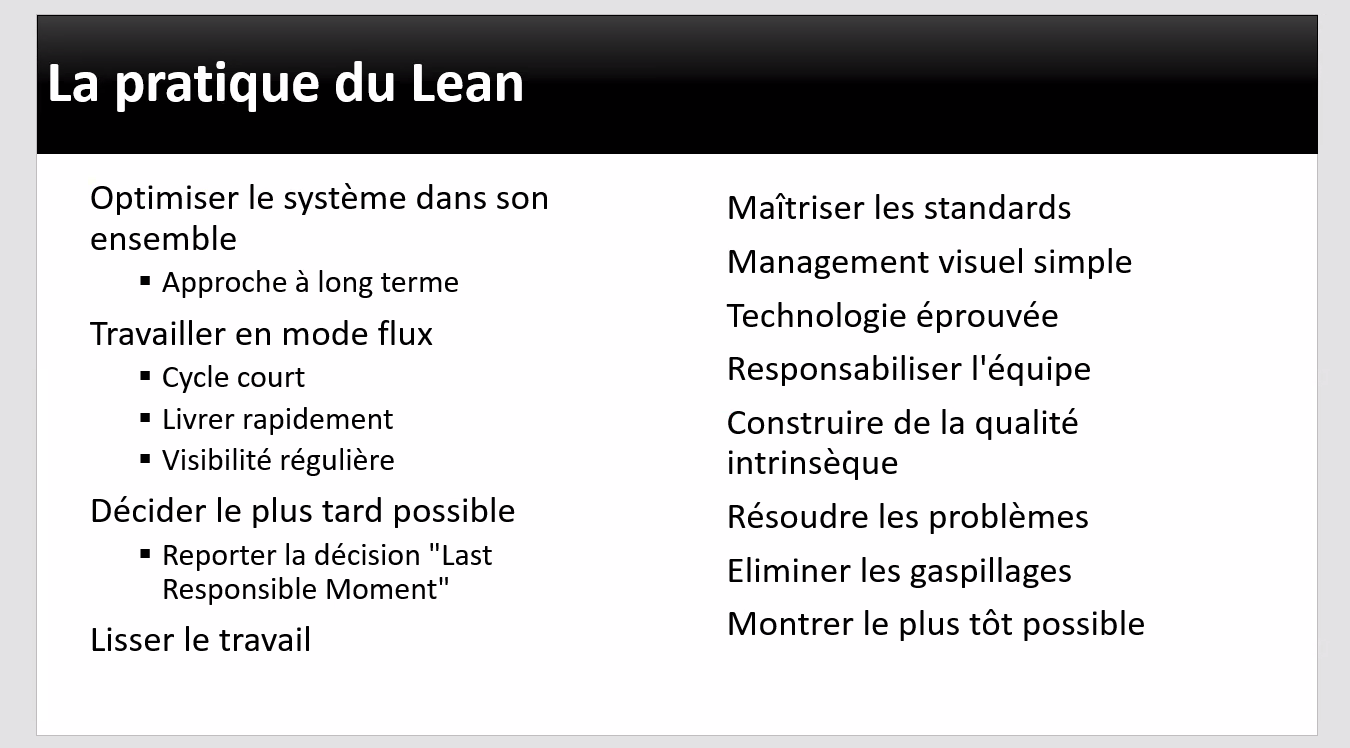 La pratique du Lean
Optimiser le système dans son
ensemble
▪ Approche à long terme
Travailler en mode flux
▪ Cycle court
▪ Livrer rapidement
▪ Visibilité régulière
Décider le plus tard possible
▪ Reporter la décision "Last
Responsible Moment"
Lisser le travail
Maîtriser les standards
Management visuel simple
Technologie éprouvée
Responsabiliser l'équipe
Construire de la qualité
intrinsèque
Résoudre les problèmes
Eliminer les gaspillages
Montrer le plus tôt possible